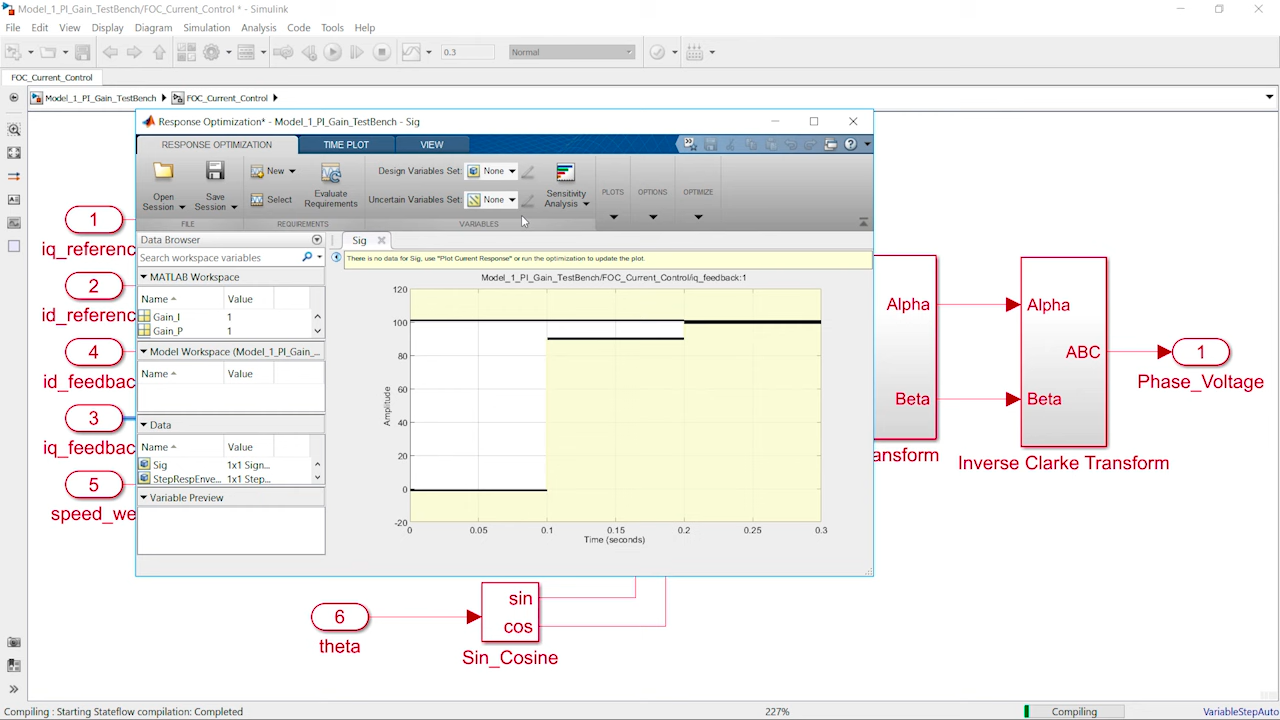 Model_1_PI_Gain_TestBench/FOC_Current_Control * - Simulink
File Edit View Display Diagram Simulation Analysis Code Tools Help
0.3 Normal
FOC_Current_Control
Model_1_PI_Gain_TestBench FOC_Current_Control
Response Optimization* - Model_1_PI_Gain_TestBench - Sig
RESPONSE OPTIMIZATION TIME PLOT VIEW
Open Session
Save Session
New
Select
Evaluate Requirements
Design Variables Set: None
Uncertain Variables Set: None
Sensitivity Analysis
PLOTS OPTIONS OPTIMIZE
FILE REQUIREMENTS VARIABLES
Data Browser
Search workspace variables
MATLAB Workspace
Name Value
Gain_I 1
Gain_P 1
Model Workspace (Model_1_PI_Gain_...
Name Value
Data
Name Value
Sig 1x1 Sign...
StepRespEnve... 1x1 Step...
Variable Preview
Sig
There is no data for Sig, use "Plot Current Response" or run the optimization to update the plot.
Model_1_PI_Gain_TestBench/FOC_Current_Control/iq_feedback:1
120
100
80
60
40
20
0
-20
Amplitude
0 0.05 0.1 0.15 0.2 0.25 0.3
Time (seconds)
1
iq_referenc
2
id_referenc
4
id_feedbac
3
iq_feedbac
5
speed_we
6
theta
sin
cos
Sin_Cosine
Alpha
Beta
ansform
Alpha
Beta
ABC
Inverse Clarke Transform
1
Phase_Voltage
Compiling : Starting Stateflow compilation: Completed 227% Compiling VariableStepAuto